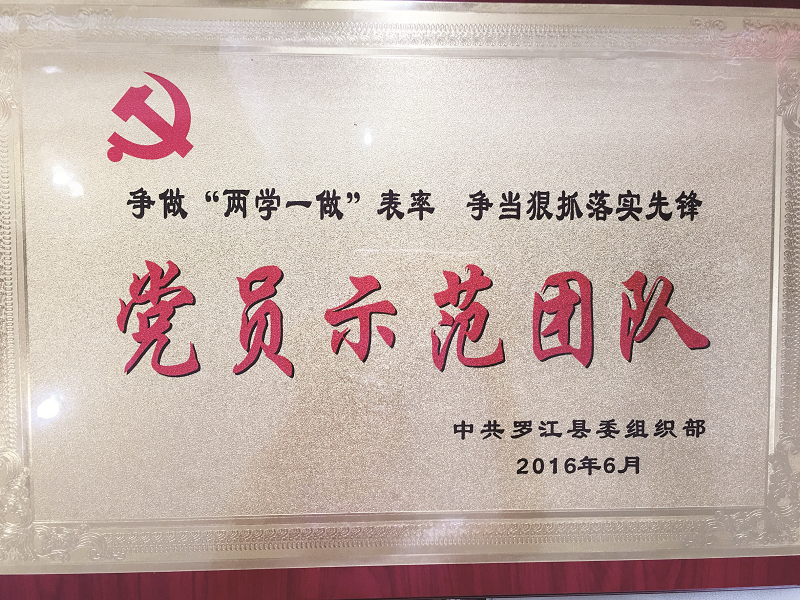 争做“两学一做”表率 争当狠抓落实先锋
党员示范团队
中共罗江县委组织部
2016年6月